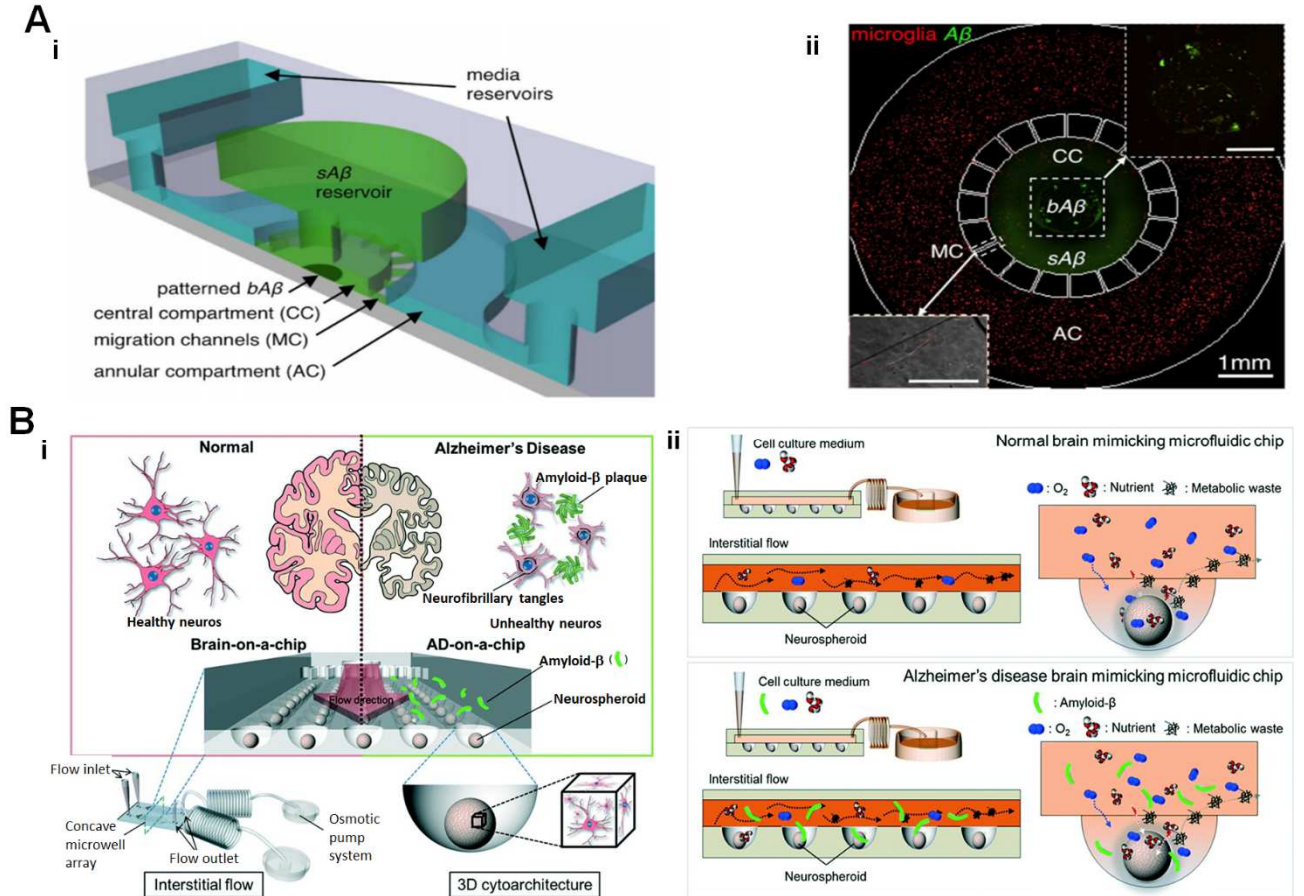 A
i
media
reservoirs
sAβ
reservoir
patterned bAβ
central compartment (CC)
migration channels (MC)
annular compartment (AC)
ii
microglia Aβ
CC
bAβ
MC
sAβ
AC
1mm
B
i
Normal
Alzheimer's Disease
Amyloid-β plaque
Neurofibrillary tangles
Healthy neuros
Unhealthy neuros
Brain-on-a-chip
AD-on-a-chip
Amyloid-β ( )
Flow direction
Neurospheroid
Flow inlet
Concave
microwell
array
Flow outlet
Osmotic
pump
system
Interstitial flow
3D cytoarchitecture
ii
Cell culture medium
Normal brain mimicking microfluidic chip
: O₂ : Nutrient : Metabolic waste
Interstitial flow
Neurospheroid
Alzheimer's disease brain mimicking microfluidic chip
Cell culture medium
: Amyloid-β
: O₂ : Nutrient : Metabolic waste
Interstitial flow
Neurospheroid